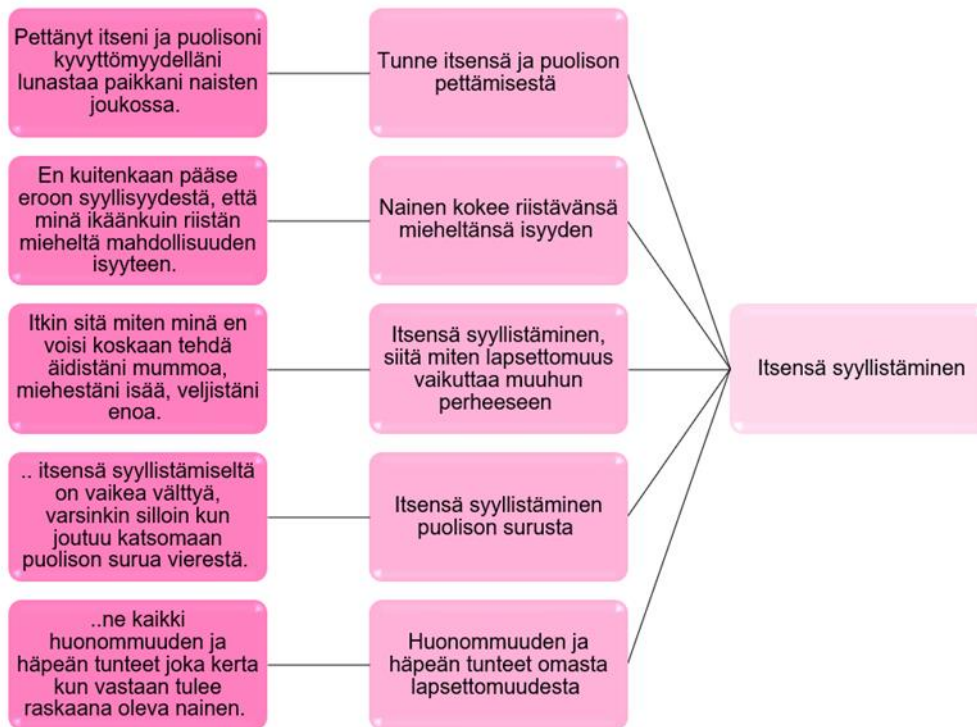 Pettänyt itseni ja puolisoni
kyvyttömyydelläni
lunastaa paikkani naisten
joukossa.
Tunne itsensä ja puolison
pettämisestä
En kuitenkaan pääse
eroon syyllisyydestä, että
minä ikäänkuin riistän
mieheltä mahdollisuuden
isyyteen.
Nainen kokee riistävänsä
mieheltänsä isyyden
Itkin sitä miten minä en
voisi koskaan tehdä
äidistäni mummoa,
miehestäni isää, veljistäni
enoa.
Itsensä syyllistäminen,
siitä miten lapsettomuus
vaikuttaa muuhun
perheeseen
.. itsensä syyllistämiseltä
on vaikea välttyä,
varsinkin silloin kun
joutuu katsomaan
puolison surua vierestä.
Itsensä syyllistäminen
puolison surusta
..ne kaikki
huonommuuden ja
häpeän tunteet joka kerta
kun vastaan tulee
raskaana oleva nainen.
Huonommuuden ja
häpeän tunteet omasta
lapsettomuudesta
Itsensä syyllistäminen